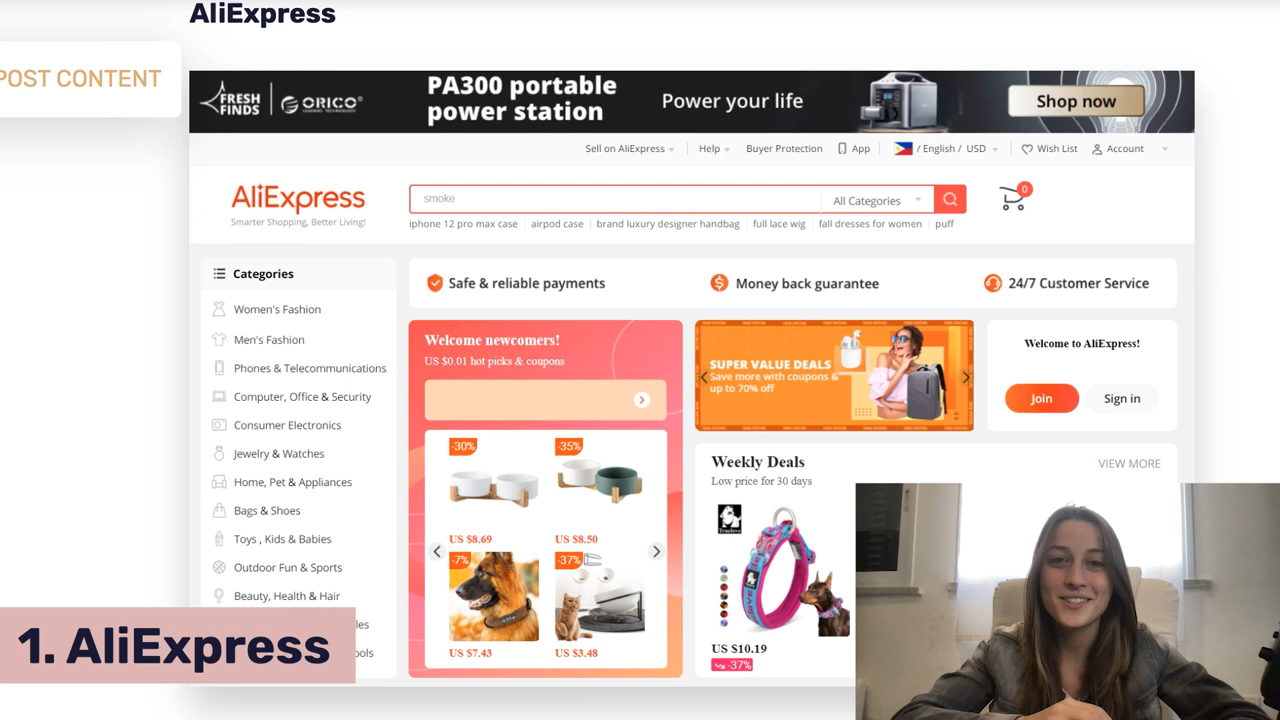 AliExpress
POST CONTENT
FRESH FINDS
ORICO
PA300 portable
power station
Power your life
Shop now
Sell on AliExpress
Help
Buyer Protection
App
/ English / USD
Wish List
Account
AliExpress
Smarter Shopping, Better Living!
smoke
All Categories
0
iphone 12 pro max case
airpod case
brand luxury designer handbag
full lace wig
fall dresses for women
puff
Categories
Women's Fashion
Men's Fashion
Phones & Telecommunications
Computer, Office & Security
Consumer Electronics
Jewelry & Watches
Home, Pet & Appliances
Bags & Shoes
Toys , Kids & Babies
Outdoor Fun & Sports
Beauty, Health & Hair
les
ools
Safe & reliable payments
Money back guarantee
24/7 Customer Service
Welcome newcomers!
US $0.01 hot picks & coupons
-30%
-35%
US $8.69
US $8.50
-7%
-37%
US $7.43
US $3.48
SUPER VALUE DEALS
Save more with coupons &
up to 70% off
Welcome to AliExpress!
Join
Sign in
Weekly Deals
VIEW MORE
Low price for 30 days
Truelove
US $10.19
-37%
1. AliExpress